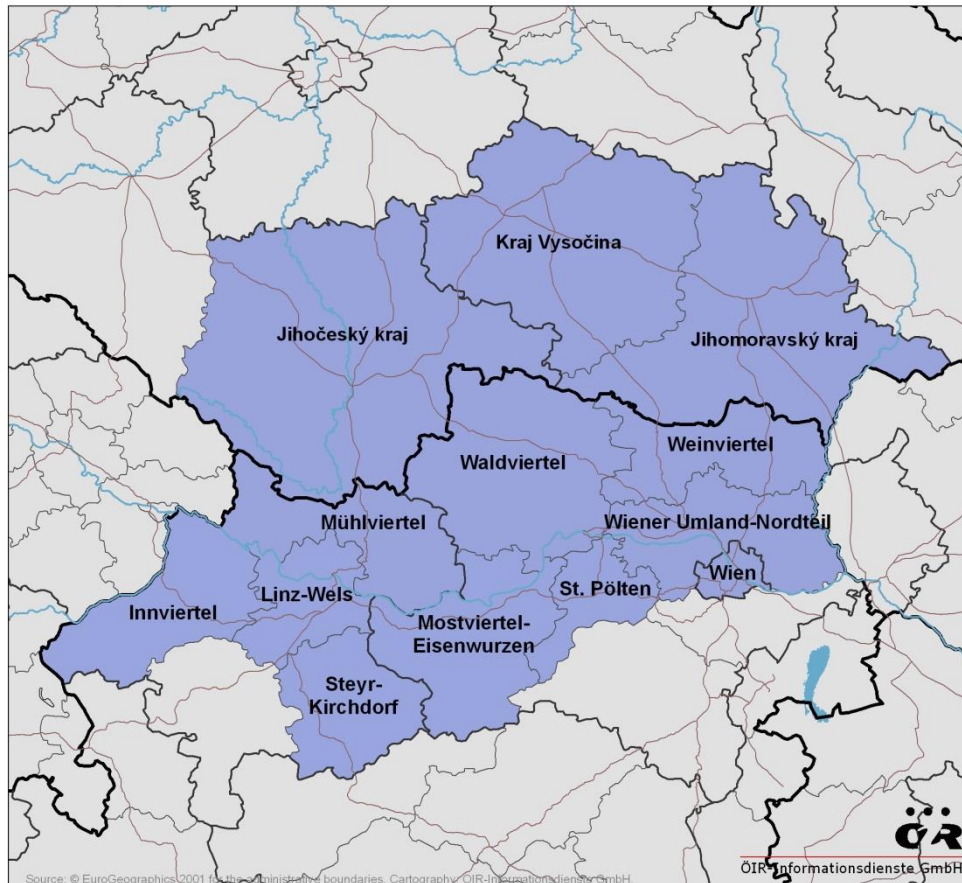 Kraj Vysočina
Jihočeský kraj
Jihomoravský kraj
Weinviertel
Waldviertel
Mühlviertel
Wiener Umland-Nordteil
Wien
St. Pölten
Linz-Wels
Innviertel
Mostviertel-
Eisenwurzen
Steyr-
Kirchdorf
ÖIR
ÖIR-Informationsdienste GmbH
Source: © EuroGeographics 2001 for the administrative boundaries. Cartography: ÖIR-Informationsdienste GmbH.